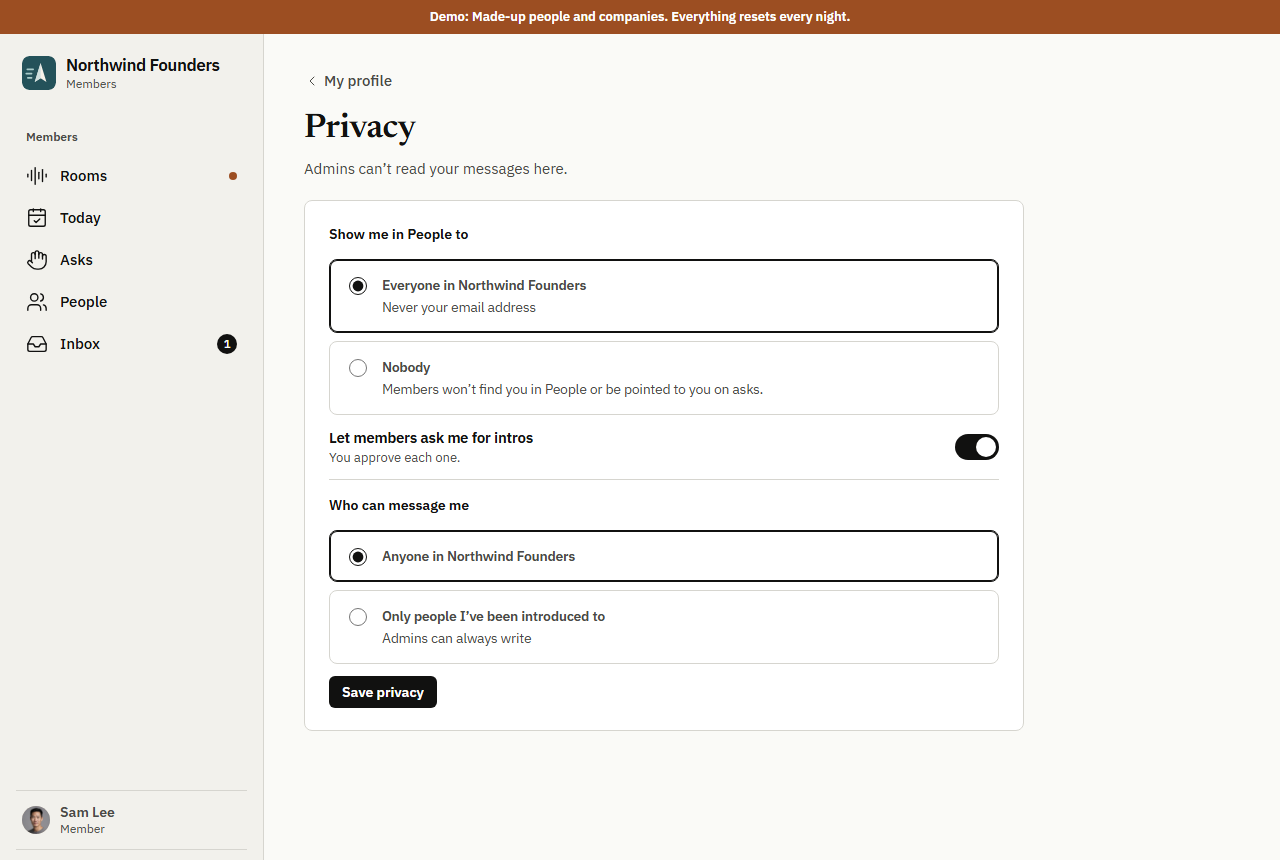 Demo: Made-up people and companies. Everything resets every night.
Northwind Founders
Members
Members
Rooms
Today
Asks
People
Inbox
1
Sam Lee
Member
My profile
Privacy
Admins can’t read your messages here.
Show me in People to
Everyone in Northwind Founders
Never your email address
Nobody
Members won’t find you in People or be pointed to you on asks.
Let members ask me for intros
You approve each one.
Who can message me
Anyone in Northwind Founders
Only people I’ve been introduced to
Admins can always write
Save privacy